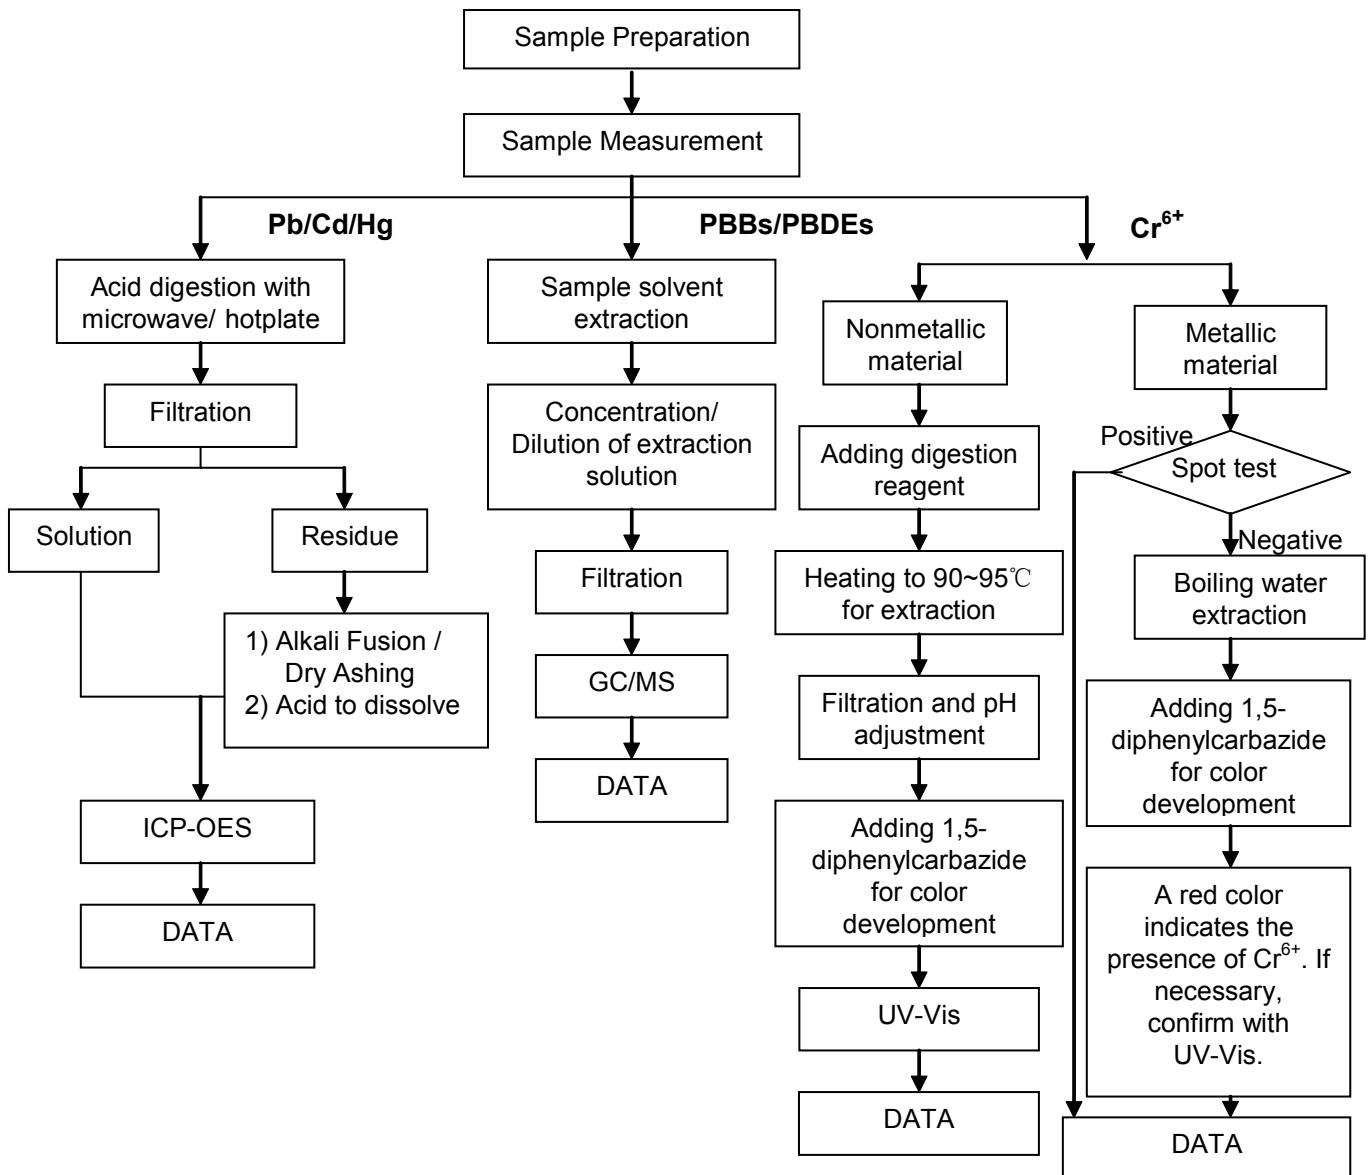 Sample Preparation
Sample Measurement
Pb/Cd/Hg
PBBs/PBDEs
Cr⁶⁺
Acid digestion with
microwave/ hotplate
Filtration
Solution
Residue
1) Alkali Fusion /
Dry Ashing
2) Acid to dissolve
ICP-OES
DATA
Sample solvent
extraction
Concentration/
Dilution of extraction
solution
Filtration
GC/MS
DATA
Nonmetallic
material
Adding digestion
reagent
Heating to 90~95℃
for extraction
Filtration and pH
adjustment
Adding 1,5-
diphenylcarbazide
for color
development
UV-Vis
DATA
Metallic
material
Positive
Spot test
Negative
Boiling water
extraction
Adding 1,5-
diphenylcarbazide
for color
development
A red color
indicates the
presence of Cr⁶⁺. If
necessary,
confirm with
UV-Vis.
DATA